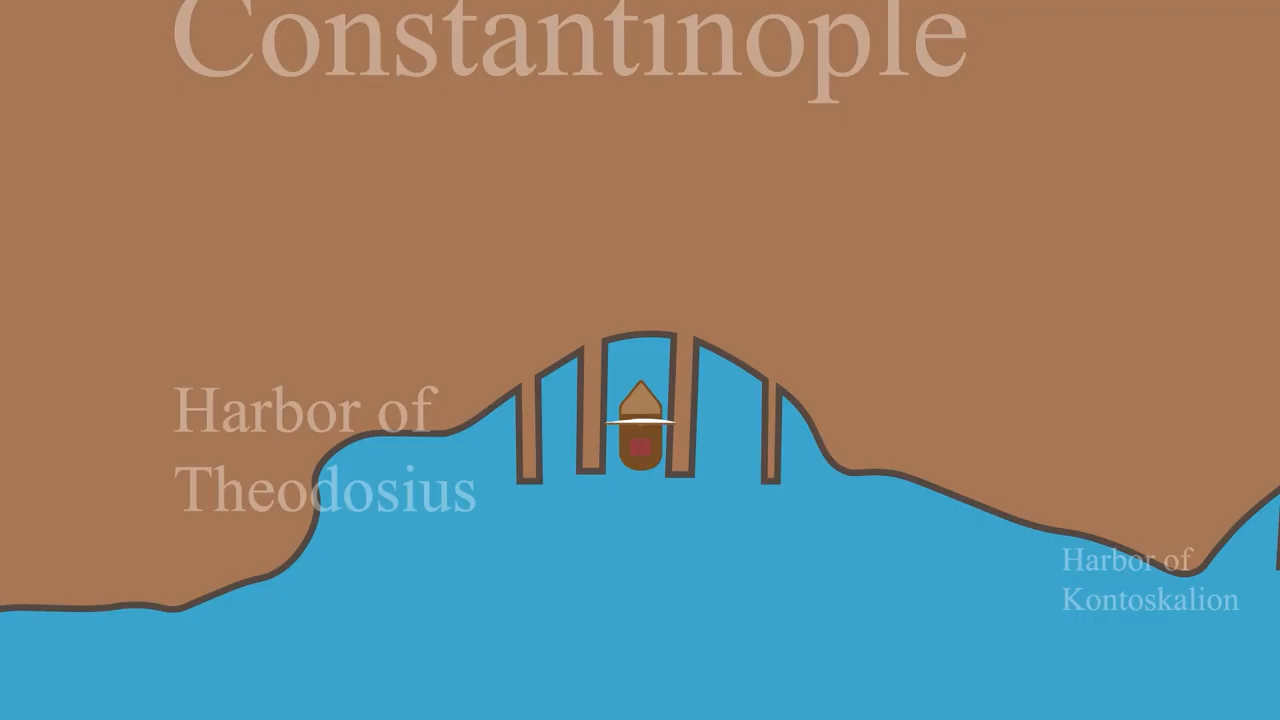 Constantinople
Harbor of
Theodosius
Harbor of
Kontoskalion